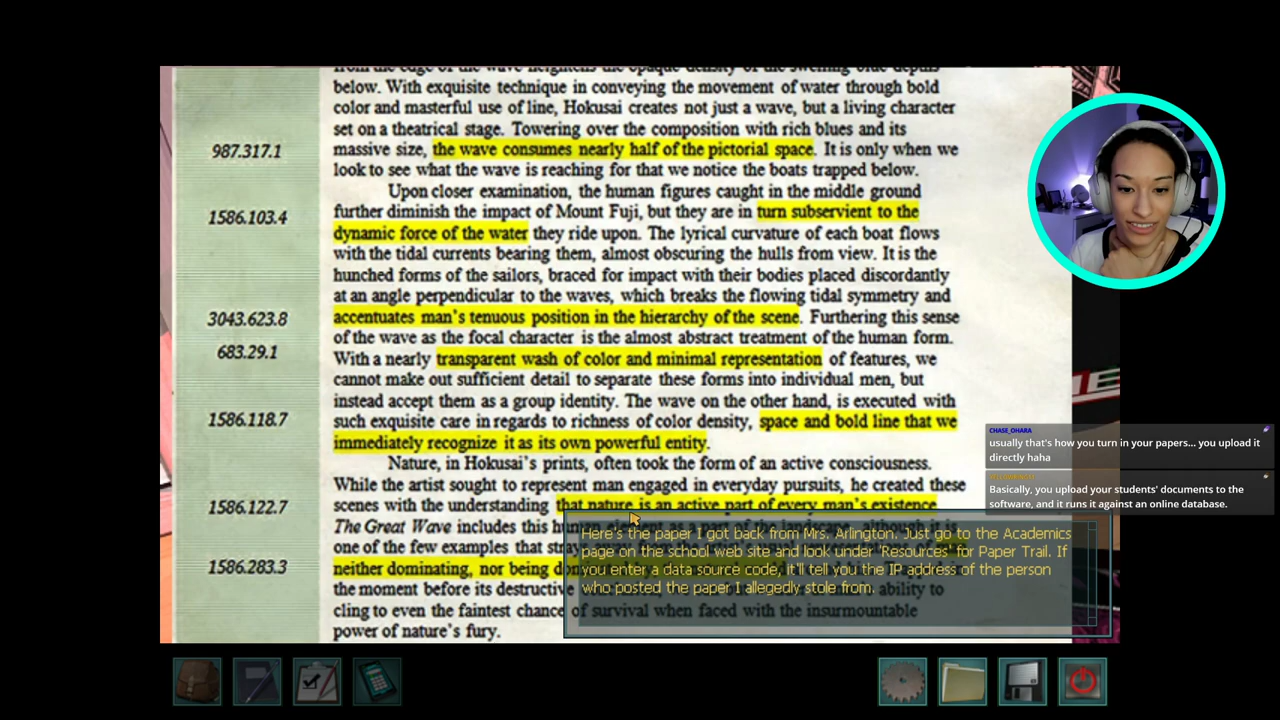 below. With exquisite technique in conveying the movement of water through bold
color and masterful use of line, Hokusai creates not just a wave, but a living character
set on a theatrical stage. Towering over the composition with rich blues and its
987.317.1
massive size, the wave consumes nearly half of the pictorial space. It is only when we
look to see what the wave is reaching for that we notice the boats trapped below.
Upon closer examination, the human figures caught in the middle ground
1586.103.4
further diminish the impact of Mount Fuji, but they are in turn subservient to the
dynamic force of the water they ride upon. The lyrical curvature of each boat flows
with the tidal currents bearing them, almost obscuring the hulls from view. It is the
hunched forms of the sailors, braced for impact with their bodies placed discordantly
at an angle perpendicular to the waves, which breaks the flowing tidal symmetry and
3043.623.8
accentuates man's tenuous position in the hierarchy of the scene. Furthering this sense
of the wave as the focal character is the almost abstract treatment of the human form.
683.29.1
With a nearly transparent wash of color and minimal representation of features, we
cannot make out sufficient detail to separate these forms into individual men, but
instead accept them as a group identity. The wave on the other hand, is executed with
1586.118.7
such exquisite care in regards to richness of color density, space and bold line that we
immediately recognize it as its own powerful entity.
Nature, in Hokusai's prints, often took the form of an active consciousness.
While the artist sought to represent man engaged in everyday pursuits, he created these
1586.122.7
scenes with the understanding that nature is an active part of every man's existence
The Great Wave includes this human element as a part of the landscape, although it is
one of the few examples that
1586.283.3
neither dominating, nor being
the moment before its destructive
ability to
cling to even the faintest chance of survival when faced with the insurmountable
power of nature's fury.
Here's the paper I got back from Mrs. Arlington. Just go to the Academics
page on the school web site and look under 'Resources' for Paper Trail. If
you enter a data source code, it'll tell you the IP address of the person
who posted the paper I allegedly stole from.
CHASE_OHARA
usually that's how you turn in your papers... you upload it
directly haha
Basically, you upload your students' documents to the
software, and it runs it against an online database.